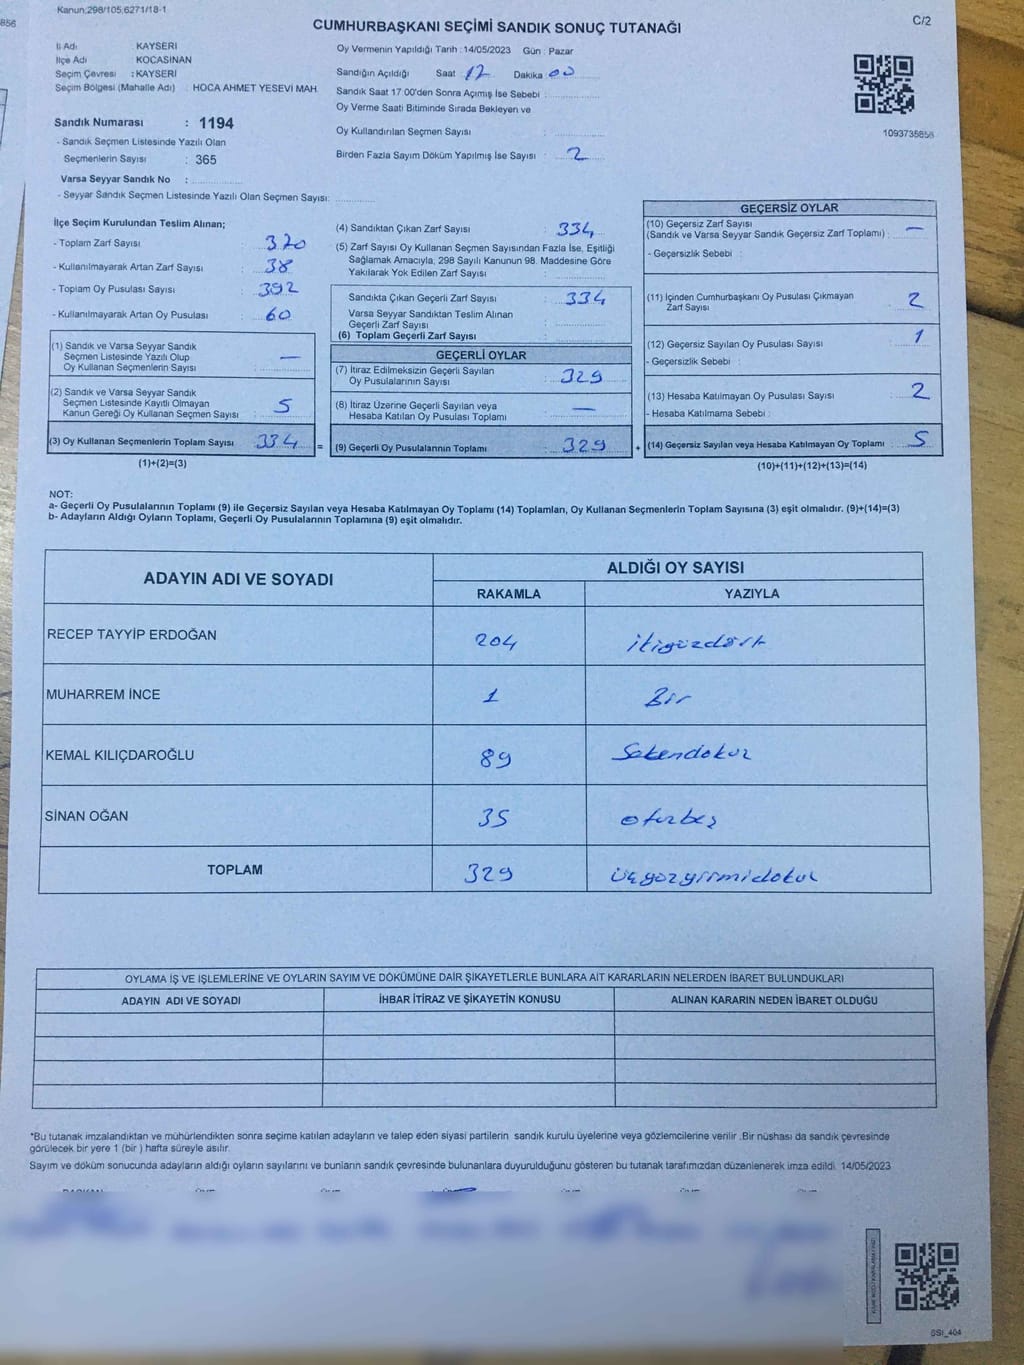 Kanun;298/105,6271/18-1
856
CUMHURBAŞKANI SEÇİMİ SANDIK SONUÇ TUTANAĞI
C/2
İl Adı : KAYSERİ
İlçe Adı : KOCASİNAN
Seçim Çevresi : KAYSERİ
Seçim Bölgesi (Mahalle Adı) : HOCA AHMET YESEVİ MAH.
Sandık Numarası : 1194
- Sandık Seçmen Listesinde Yazılı Olan
Seçmenlerin Sayısı : 365
Varsa Seyyar Sandık No :
- Seyyar Sandık Seçmen Listesinde Yazılı Olan Seçmen Sayısı:
Oy Vermenin Yapıldığı Tarih :14/05/2023 Gün : Pazar
Sandığın Açıldığı Saat 17 Dakika 00
Sandık Saat 17.00'den Sonra Açımış İse Sebebi :
Oy Verme Saati Bitiminde Sırada Bekleyen ve
Oy Kullandırılan Seçmen Sayısı :
Birden Fazla Sayım Döküm Yapılmış İse Sayısı : 2
1093735856
İlçe Seçim Kurulundan Teslim Alınan;
- Toplam Zarf Sayısı : 370
- Kullanılmayarak Artan Zarf Sayısı : 38
- Toplam Oy Pusulası Sayısı : 392
- Kullanılmayarak Artan Oy Pusulası : 60
(1) Sandık ve Varsa Seyyar Sandık
Seçmen Listesinde Yazılı Olup
Oy Kullanan Seçmenlerin Sayısı : —
(2) Sandık ve Varsa Seyyar Sandık
Seçmen Listesinde Kayıtlı Olmayan
Kanun Gereği Oy Kullanan Seçmen Sayısı : 5
(3) Oy Kullanan Seçmenlerin Toplam Sayısı 334 =
(1)+(2)=(3)
(4) Sandıktan Çıkan Zarf Sayısı : 334
(5) Zarf Sayısı Oy Kullanan Seçmen Sayısından Fazla İse, Eşitliği
Sağlamak Amacıyla, 298 Sayılı Kanunun 98. Maddesine Göre
Yakılarak Yok Edilen Zarf Sayısı :
Sandıkta Çıkan Geçerli Zarf Sayısı : 334
Varsa Seyyar Sandıktan Teslim Alınan
Geçerli Zarf Sayısı :
(6) Toplam Geçerli Zarf Sayısı :
GEÇERLİ OYLAR
(7) İtiraz Edilmeksizin Geçerli Sayılan
Oy Pusulalarının Sayısı : 329
(8) İtiraz Üzerine Geçerli Sayılan veya
Hesaba Katılan Oy Pusulası Toplamı : —
(9) Geçerli Oy Pusulalarının Toplamı : 329 +
GEÇERSİZ OYLAR
(10) Geçersiz Zarf Sayısı
(Sandık ve Varsa Seyyar Sandık Geçersiz Zarf Toplamı) : —
- Geçersizlik Sebebi :
(11) İçinden Cumhurbaşkanı Oy Pusulası Çıkmayan
Zarf Sayısı : 2
(12) Geçersiz Sayılan Oy Pusulası Sayısı : 1
- Geçersizlik Sebebi :
(13) Hesaba Katılmayan Oy Pusulası Sayısı : 2
- Hesaba Katılmama Sebebi :
(14) Geçersiz Sayılan veya Hesaba Katılmayan Oy Toplamı : 5
(10)+(11)+(12)+(13)=(14)
NOT:
a- Geçerli Oy Pusulalarının Toplamı (9) ile Geçersiz Sayılan veya Hesaba Katılmayan Oy Toplamı (14) Toplamları, Oy Kullanan Seçmenlerin Toplam Sayısına (3) eşit olmalıdır. (9)+(14)=(3)
b- Adayların Aldığı Oyların Toplamı, Geçerli Oy Pusulalarının Toplamına (9) eşit olmalıdır.
ADAYIN ADI VE SOYADI
ALDIĞI OY SAYISI
RAKAMLA YAZIYLA
RECEP TAYYİP ERDOĞAN 204 ikiyüzdört
MUHARREM İNCE 1 Bir
KEMAL KILIÇDAROĞLU 89 Seksendokuz
SİNAN OĞAN 35 otuzbeş
TOPLAM 329 üçyüzyirmidokuz
OYLAMA İŞ VE İŞLEMLERİNE VE OYLARIN SAYIM VE DÖKÜMÜNE DAİR ŞİKAYETLERLE BUNLARA AİT KARARLARIN NELERDEN İBARET BULUNDUKLARI
ADAYIN ADI VE SOYADI İHBAR İTİRAZ VE ŞİKAYETİN KONUSU ALINAN KARARIN NEDEN İBARET OLDUĞU
*Bu tutanak imzalandıktan ve mühürlendikten sonra seçime katılan adayların ve talep eden siyasi partilerin sandık kurulu üyelerine veya gözlemcilerine verilir. Bir nüshası da sandık çevresinde
görülecek bir yere 1 (bir ) hafta süreyle asılır.
Sayım ve döküm sonucunda adayların aldığı oyların sayılarını ve bunların sandık çevresinde bulunanlara duyurulduğunu gösteren bu tutanak tarafımızdan düzenlenerek imza edildi. 14/05/2023
SSI_404